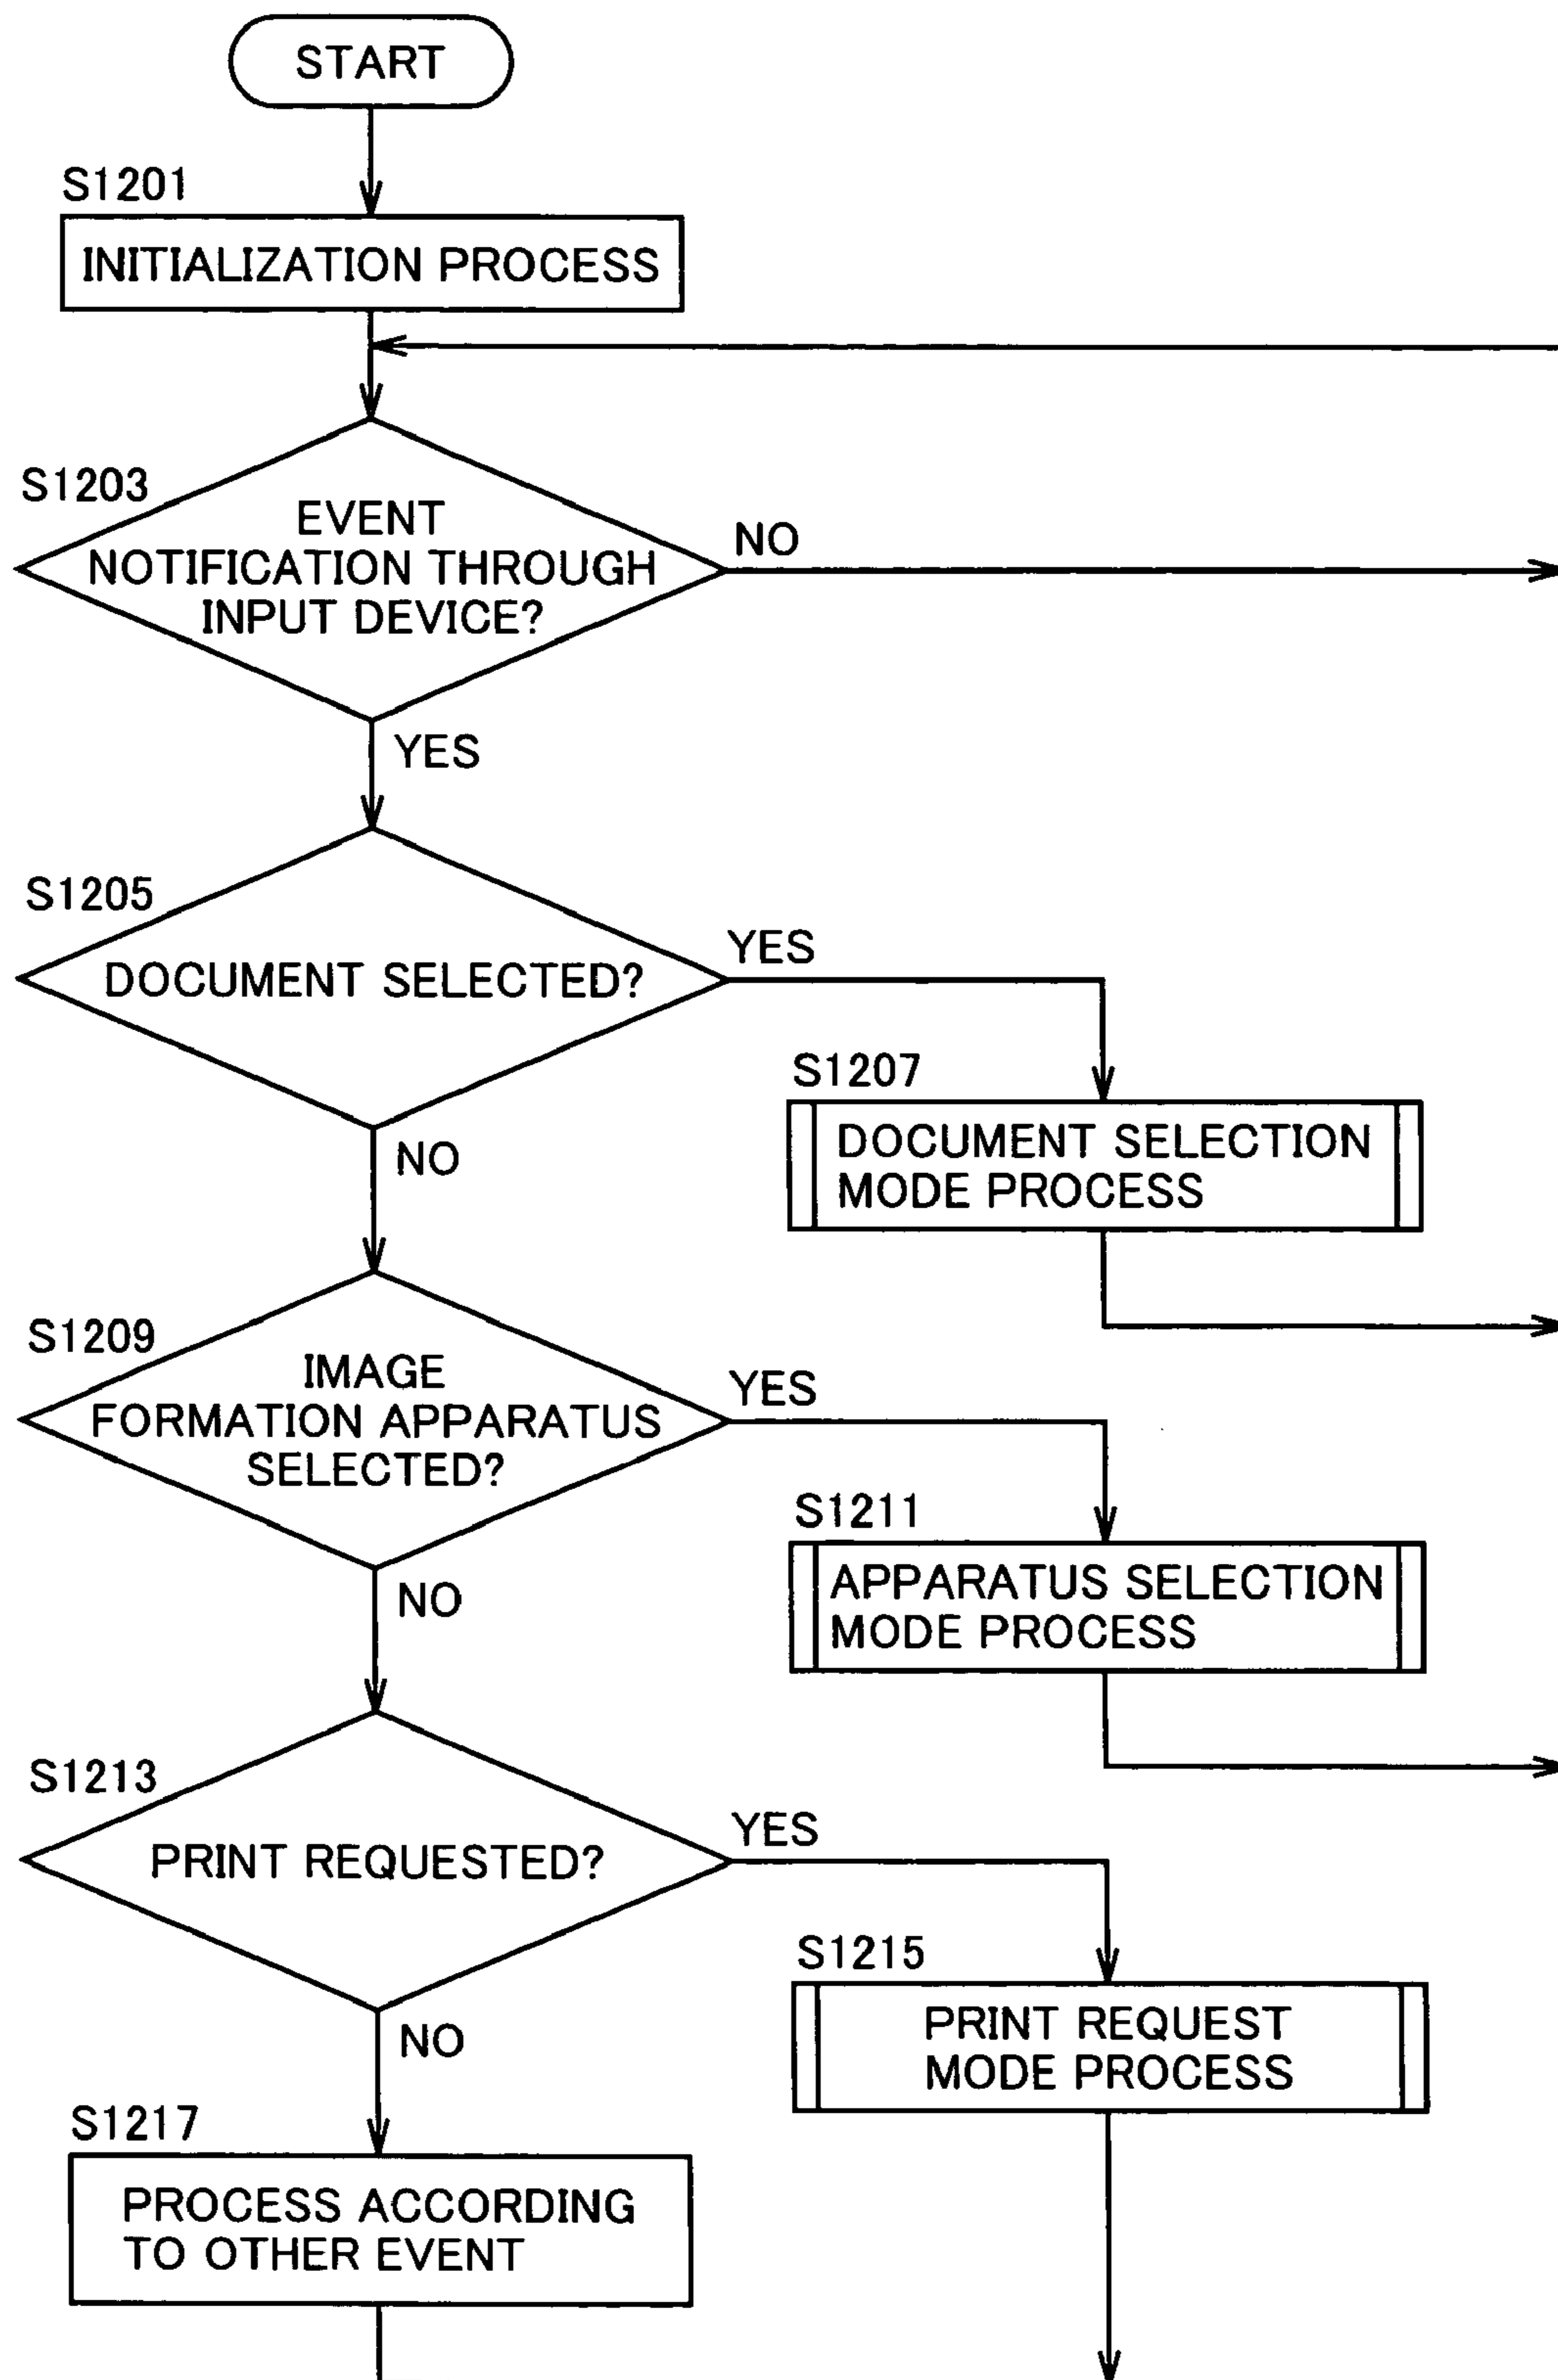 START
S1201
INITIALIZATION PROCESS
S1203
EVENT
NOTIFICATION THROUGH
INPUT DEVICE?
NO
YES
S1205
DOCUMENT SELECTED?
YES
S1207
DOCUMENT SELECTION
MODE PROCESS
NO
S1209
IMAGE
FORMATION APPARATUS
SELECTED?
YES
S1211
APPARATUS SELECTION
MODE PROCESS
NO
S1213
PRINT REQUESTED?
YES
S1215
PRINT REQUEST
MODE PROCESS
NO
S1217
PROCESS ACCORDING
TO OTHER EVENT